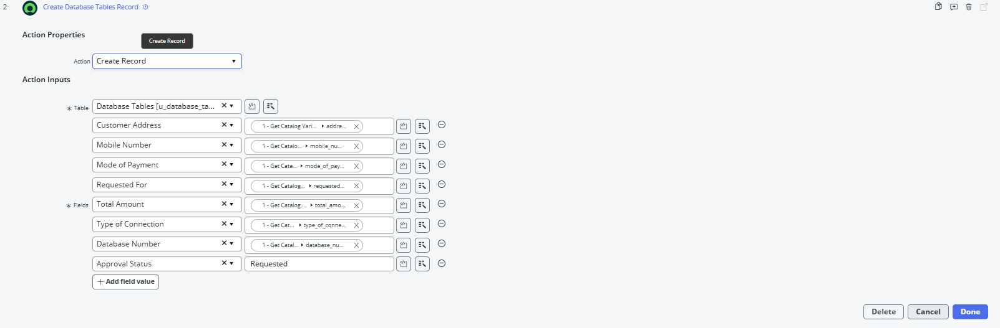 2 Create Database Tables Record
Action Properties
Create Record
Action Create Record
Action Inputs
* Table Database Tables [u_database_ta...
Customer Address 1 - Get Catalog Vari... ▸ addre...
Mobile Number 1 - Get Catalo... ▸ mobile_nu...
Mode of Payment 1 - Get Cata... ▸ mode_of_pay...
Requested For 1 - Get Catalog... ▸ requested...
* Fields Total Amount 1 - Get Catalog ... ▸ total_amo...
Type of Connection 1 - Get Cat... ▸ type_of_conne...
Database Number 1 - Get Catal... ▸ database_nu...
Approval Status Requested
+ Add field value
Delete Cancel Done